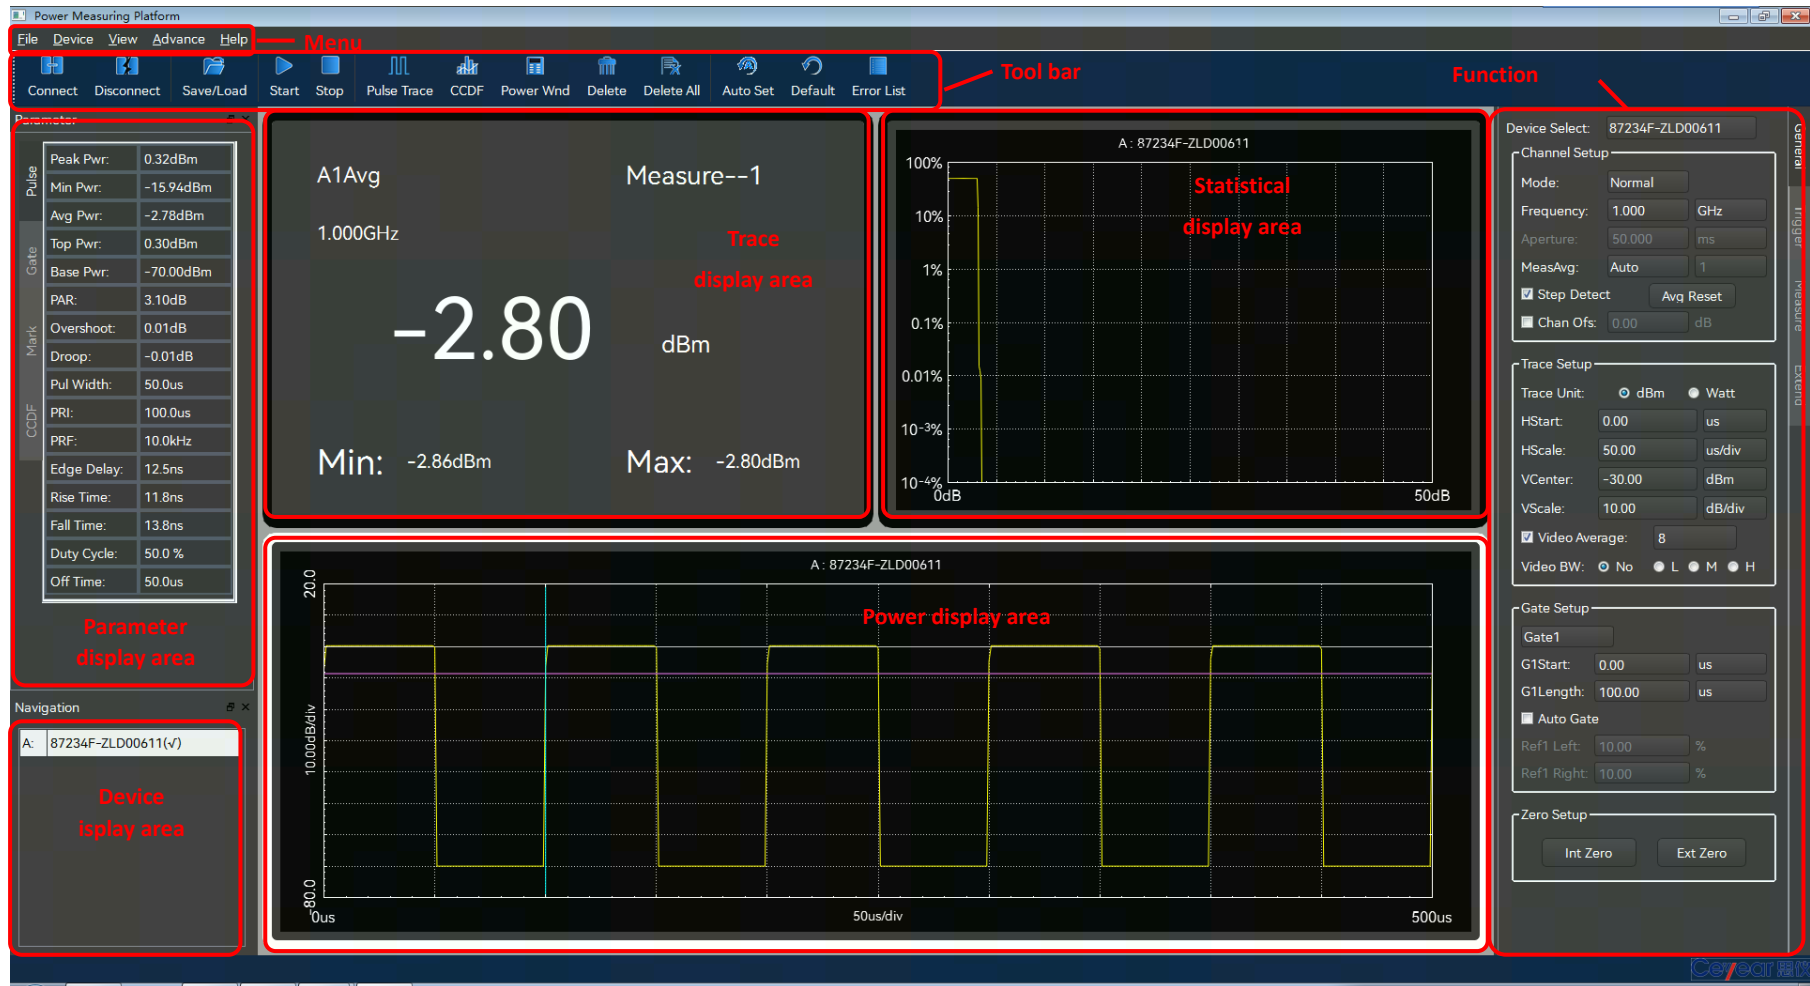 Power Measuring Platform
File Device View Advance Help
Menu
Connect Disconnect Save/Load Start Stop Pulse Trace CCDF Power Wnd Delete Delete All Auto Set Default Error List
Tool bar
Function
Parameter
Pulse
Gate
Mark
CCDF
Peak Pwr: 0.32dBm
Min Pwr: -15.94dBm
Avg Pwr: -2.78dBm
Top Pwr: 0.30dBm
Base Pwr: -70.00dBm
PAR: 3.10dB
Overshoot: 0.01dB
Droop: -0.01dB
Pul Width: 50.0us
PRI: 100.0us
PRF: 10.0kHz
Edge Delay: 12.5ns
Rise Time: 11.8ns
Fall Time: 13.8ns
Duty Cycle: 50.0 %
Off Time: 50.0us
Parameter
display area
Navigation
A: 87234F-ZLD00611(√)
Device
isplay area
A1Avg Measure--1
1.000GHz
Trace
display area
-2.80 dBm
Min: -2.86dBm Max: -2.80dBm
A : 87234F-ZLD00611
100%
10%
1%
0.1%
0.01%
10-3%
10-4%
0dB 50dB
Statistical
display area
A : 87234F-ZLD00611
20.0
10.00dB/div
-80.0
0us 50us/div 500us
Power display area
Device Select: 87234F-ZLD00611
Channel Setup
Mode: Normal
Frequency: 1.000 GHz
Aperture: 50.000 ms
MeasAvg: Auto 1
Step Detect Avg Reset
Chan Ofs: 0.00 dB
Trace Setup
Trace Unit: dBm Watt
HStart: 0.00 us
HScale: 50.00 us/div
VCenter: -30.00 dBm
VScale: 10.00 dB/div
Video Average: 8
Video BW: No L M H
Gate Setup
Gate1
G1Start: 0.00 us
G1Length: 100.00 us
Auto Gate
Ref1 Left: 10.00 %
Ref1 Right: 10.00 %
Zero Setup
Int Zero Ext Zero
General
Trigger
Measure
Extend
Ceyear 思仪